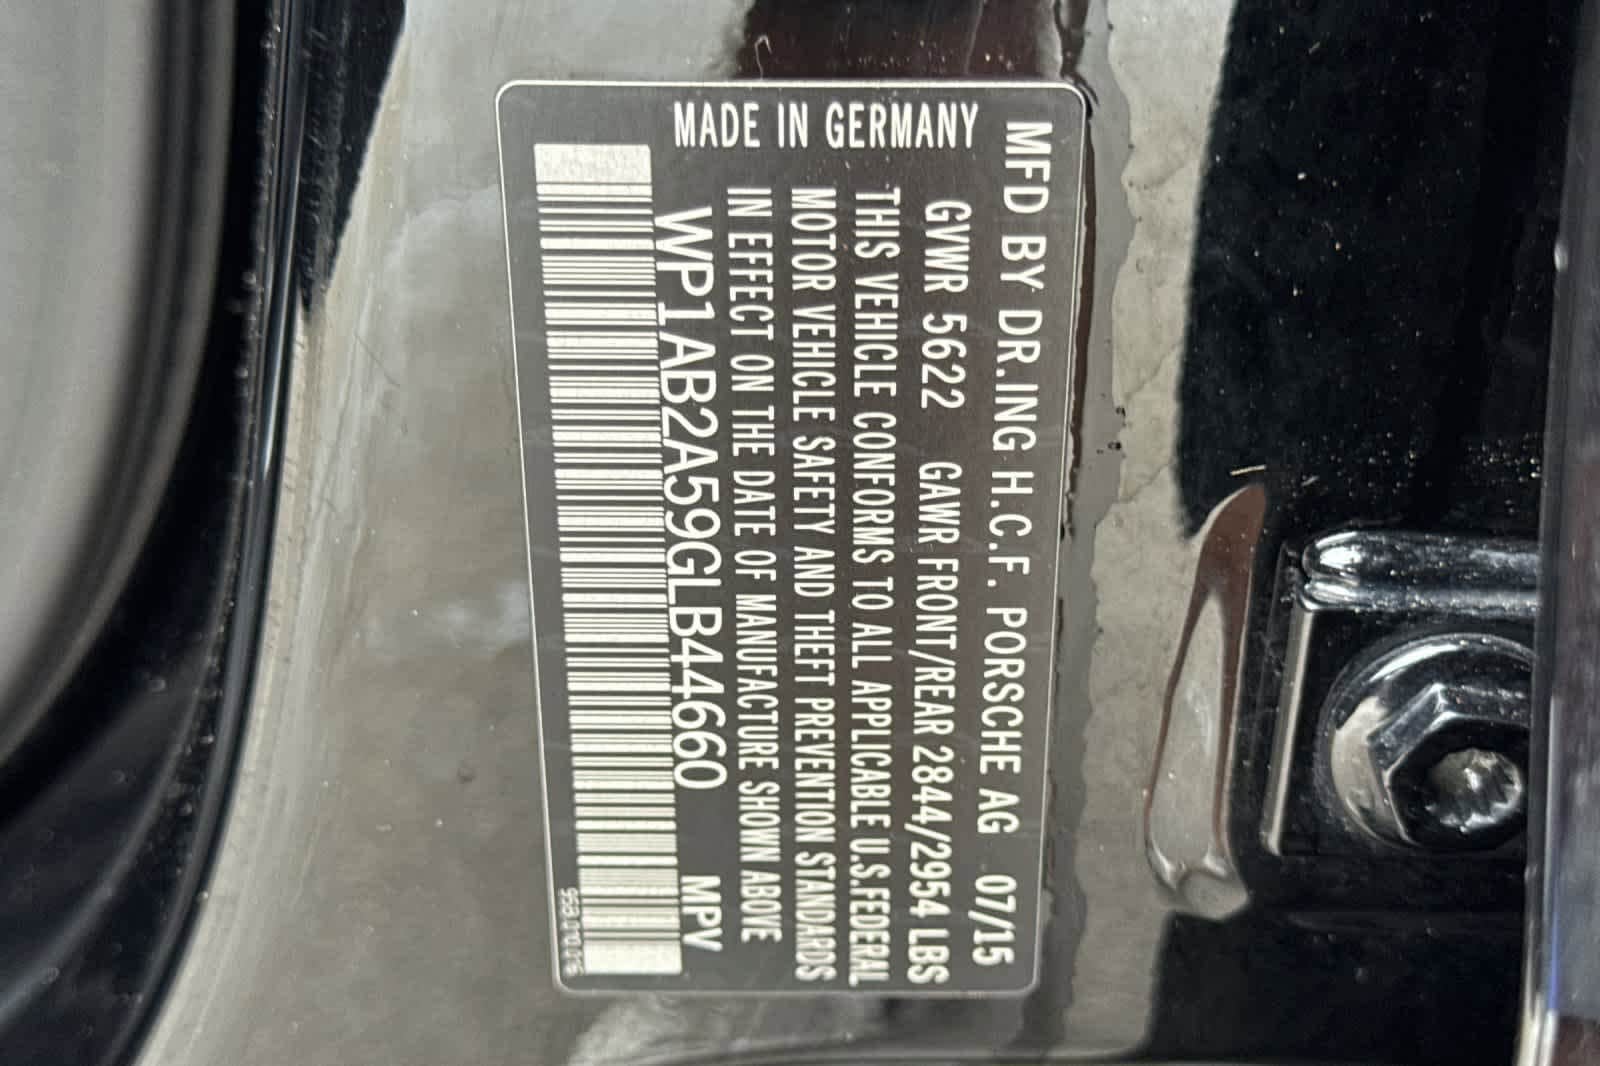 MFD BY DR.ING H.C.F. PORSCHE AG 07/15
GVWR 5622 GAWR FRONT/REAR 2844/2954 LBS
THIS VEHICLE CONFORMS TO ALL APPLICABLE U.S.FEDERAL
MOTOR VEHICLE SAFETY AND THEFT PREVENTION STANDARDS
IN EFFECT ON THE DATE OF MANUFACTURE SHOWN ABOVE
WP1AB2A59GLB44660 MPV
MADE IN GERMANY